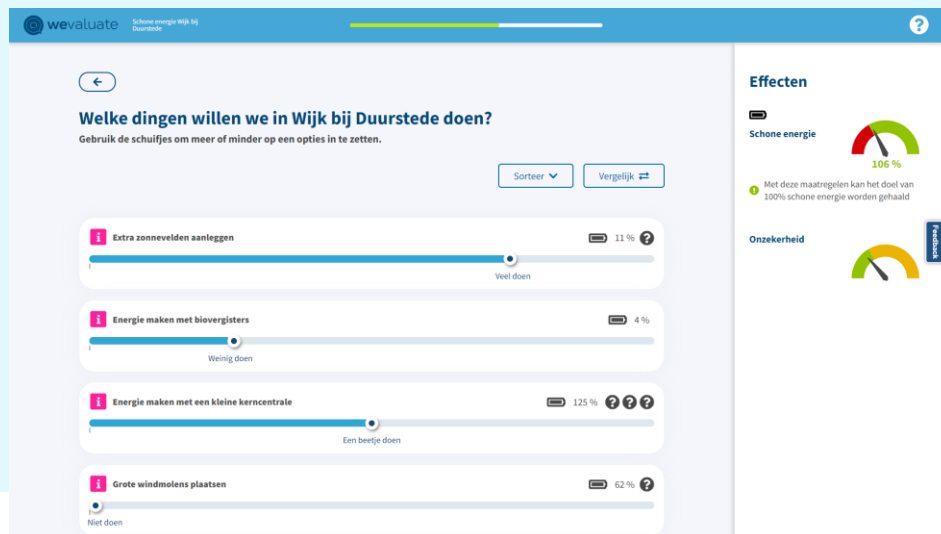 wevaluate
Schone energie Wijk bij
Duurstede
?
Welke dingen willen we in Wijk bij Duurstede doen?
Gebruik de schuifjes om meer of minder op een opties in te zetten.
Sorteer
Vergelijk
i Extra zonnevelden aanleggen 11 % ?
Veel doen
i Energie maken met biovergisters 4 %
Weinig doen
i Energie maken met een kleine kerncentrale 125 % ? ? ?
Een beetje doen
i Grote windmolens plaatsen 62 % ?
Niet doen
Effecten
Schone energie
106 %
! Met deze maatregelen kan het doel van
100% schone energie worden gehaald
Onzekerheid
Feedback